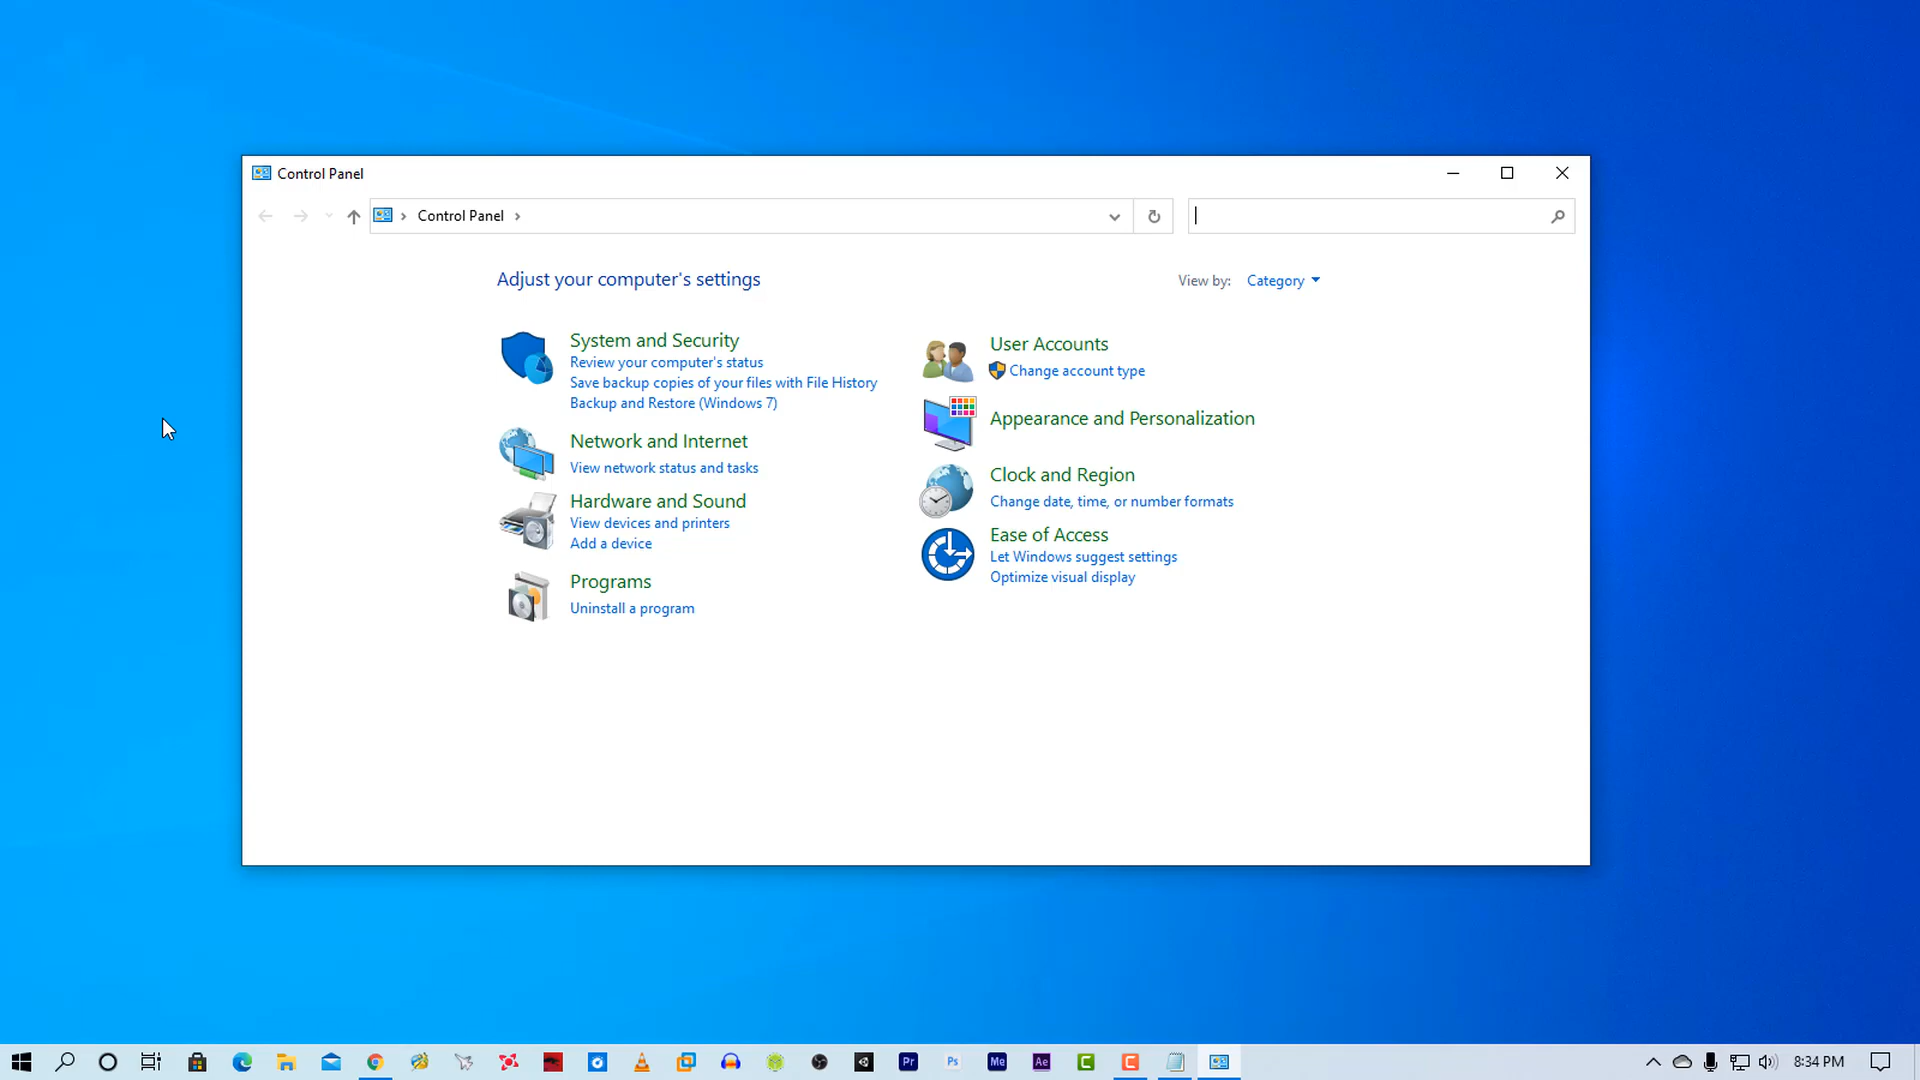 Control Panel
Control Panel
Adjust your computer's settings
View by: Category
System and Security
Review your computer's status
Save backup copies of your files with File History
Backup and Restore (Windows 7)
Network and Internet
View network status and tasks
Hardware and Sound
View devices and printers
Add a device
Programs
Uninstall a program
User Accounts
Change account type
Appearance and Personalization
Clock and Region
Change date, time, or number formats
Ease of Access
Let Windows suggest settings
Optimize visual display
Pr
Ps
Me
Ae
8:34 PM